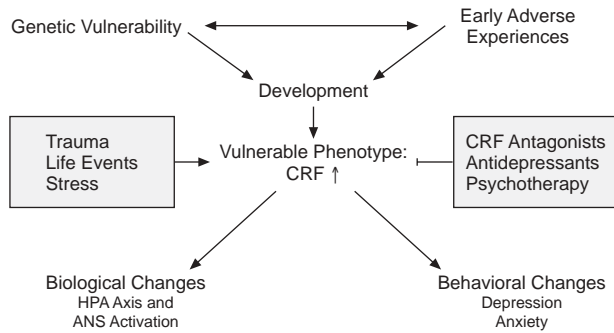 Genetic Vulnerability
Early Adverse
Experiences
Development
Trauma
Life Events
Stress
Vulnerable Phenotype:
CRF ↑
CRF Antagonists
Antidepressants
Psychotherapy
Biological Changes
HPA Axis and
ANS Activation
Behavioral Changes
Depression
Anxiety